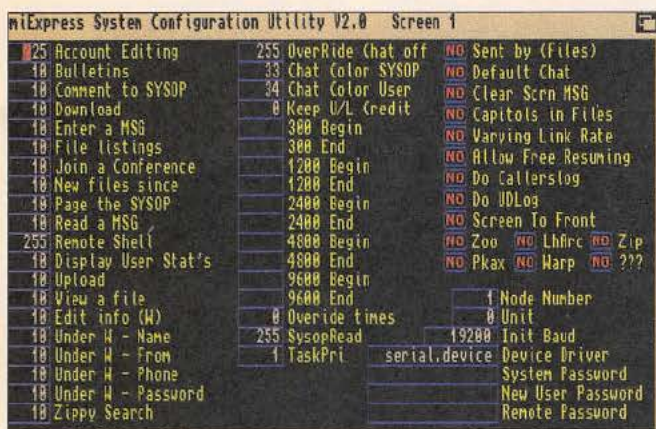 miExpress System Configuration Utility V2.0 Screen 1
225 Account Editing
10 Bulletins
10 Comment to SYSOP
10 Download
10 Enter a MSG
10 File listings
10 Join a Conference
10 New files since
10 Page the SYSOP
10 Read a MSG
255 Remote Shell
10 Display User Stat's
10 Upload
10 View a file
10 Edit info (W)
10 Under W - Name
10 Under W - From
10 Under W - Phone
10 Under W - Password
10 Zippy Search
255 OverRide Chat off
33 Chat Color SYSOP
34 Chat Color User
0 Keep U/L Credit
300 Begin
300 End
1200 Begin
1200 End
2400 Begin
2400 End
4800 Begin
4800 End
9600 Begin
9600 End
0 Override times
255 SysopRead
1 TaskPri
NO Sent by (Files)
NO Default Chat
NO Clear Scrn MSG
NO Capitols in Files
NO Varying Link Rate
NO Allow Free Resuming
NO Do Callerslog
NO Do UDLog
NO Screen To Front
NO Zoo NO LhArc NO Zip
NO Pkax NO Warp NO ???
1 Node Number
0 Unit
19200 Init Baud
serial.device Device Driver
System Password
New User Password
Remote Password